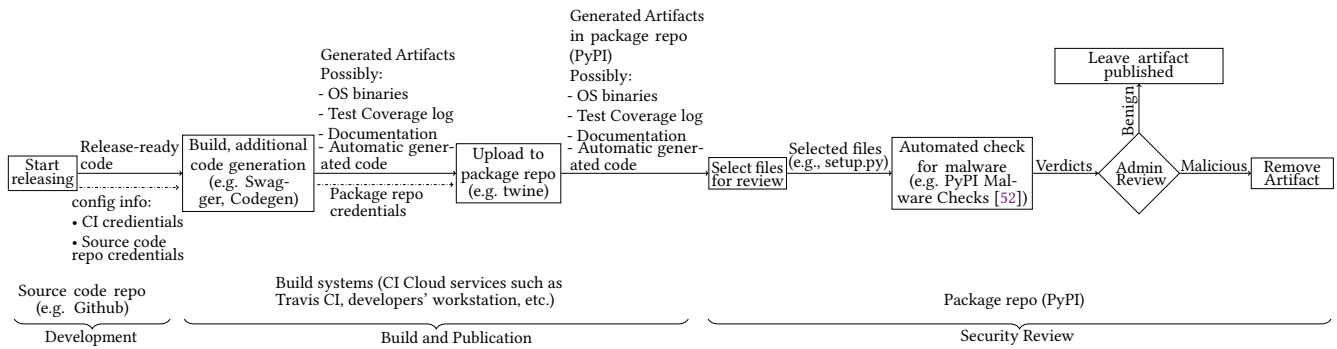 Start
releasing
Release-ready
code
config info:
• CI credientials
• Source code
repo credentials
Build, additional
code generation
(e.g. Swag-
ger, Codegen)
Generated Artifacts
Possibly:
- OS binaries
- Test Coverage log
- Documentation
- Automatic gener-
ated code
Package repo
credentials
Upload to
package repo
(e.g. twine)
Generated Artifacts
in package repo
(PyPI)
Possibly:
- OS binaries
- Test Coverage log
- Documentation
- Automatic gener-
ated code
Select files
for review
Selected files
(e.g., setup.py)
Automated check
for malware
(e.g. PyPI Mal-
ware Checks [52])
Verdicts
Admin
Review
Benign
Leave artifact
published
Malicious
Remove
Artifact
Source code repo
(e.g. Github)
Development
Build systems (CI Cloud services such as
Travis CI, developers' workstation, etc.)
Build and Publication
Package repo (PyPI)
Security Review